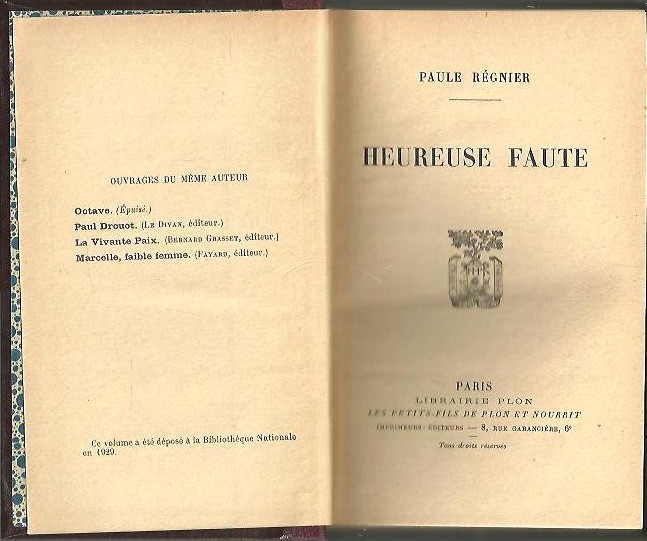 OUVRAGES DU MÊME AUTEUR
Octave. (Épuisé.)
Paul Drouot. (LE DIVAN, éditeur.)
La Vivante Paix. (BERNARD GRASSET, éditeur.)
Marcelle, faible femme. (FAYARD, éditeur.)
Ce volume a été déposé à la Bibliothèque Nationale
en 1929.
PAULE RÉGNIER
HEUREUSE FAUTE
PARIS
LIBRAIRIE PLON
LES PETITS-FILS DE PLON ET NOURRIT
IMPRIMEURS-ÉDITEURS — 8, RUE GARANCIÈRE, 6e
Tous droits réservés